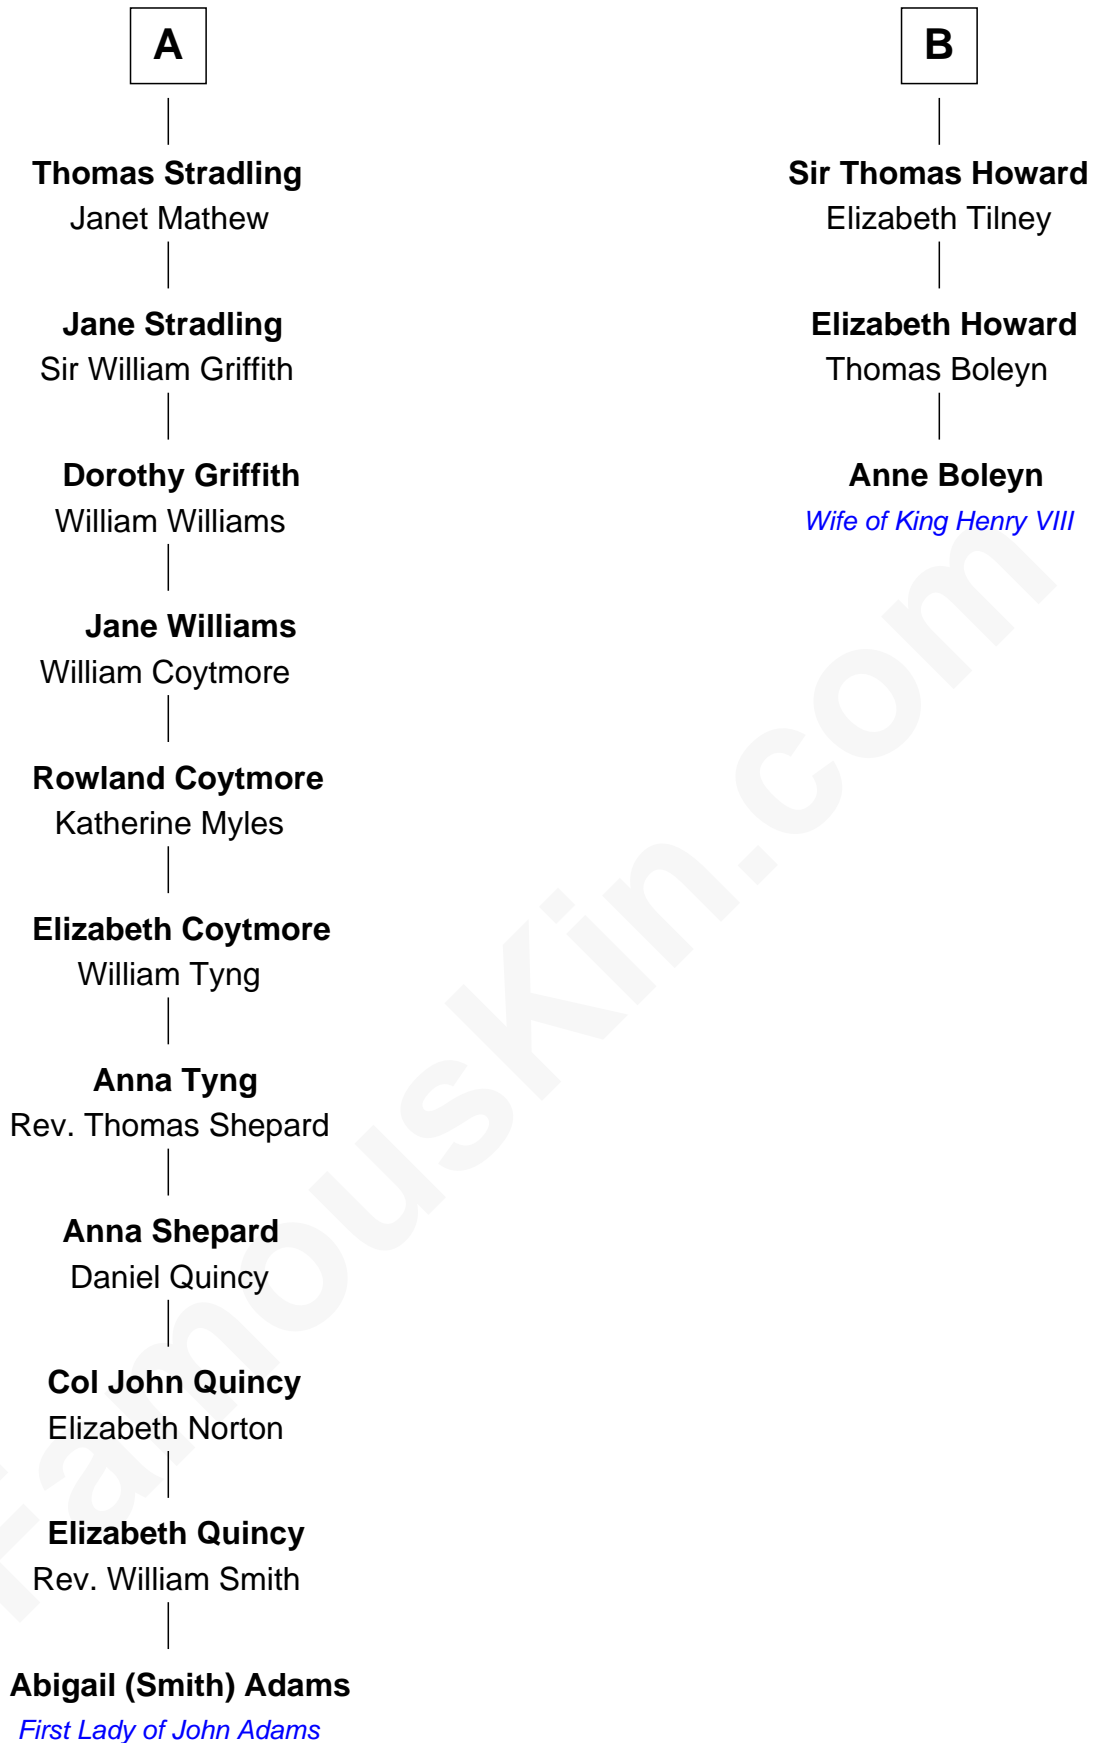 A
Thomas Stradling
Janet Mathew
Jane Stradling
Sir William Griffith
Dorothy Griffith
William Williams
Jane Williams
William Coytmore
Rowland Coytmore
Katherine Myles
Elizabeth Coytmore
William Tyng
Anna Tyng
Rev. Thomas Shepard
Anna Shepard
Daniel Quincy
Col John Quincy
Elizabeth Norton
Elizabeth Quincy
Rev. William Smith
Abigail (Smith) Adams
First Lady of John Adams
B
Sir Thomas Howard
Elizabeth Tilney
Elizabeth Howard
Thomas Boleyn
Anne Boleyn
Wife of King Henry VIII
FamousKin.com